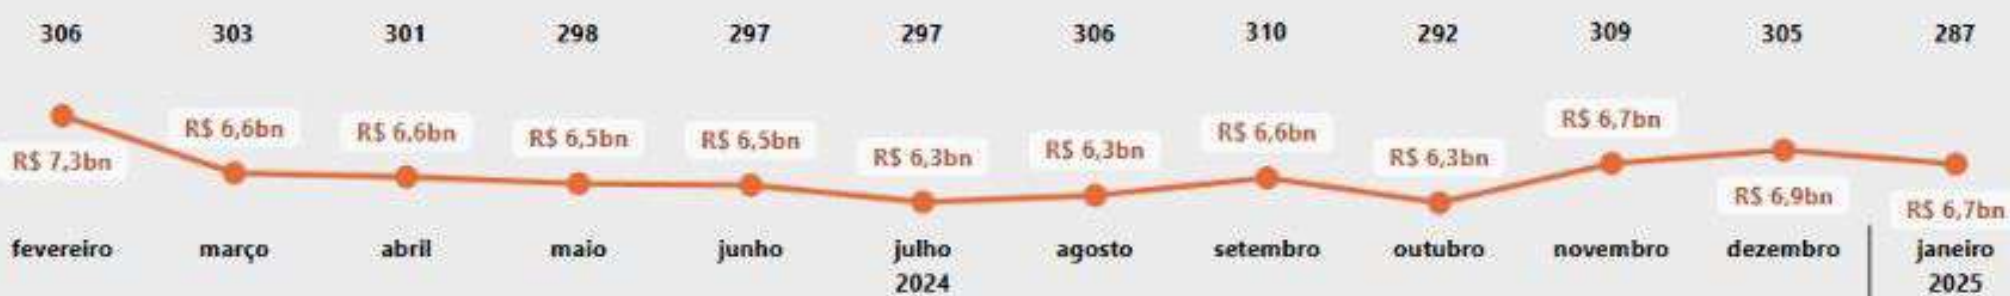 306 303 301 298 297 297 306 310 292 309 305 287
R$ 7,3bn R$ 6,6bn R$ 6,6bn R$ 6,5bn R$ 6,5bn R$ 6,3bn R$ 6,3bn R$ 6,6bn R$ 6,3bn R$ 6,7bn R$ 6,9bn R$ 6,7bn
fevereiro março abril maio junho julho agosto setembro outubro novembro dezembro janeiro
2024 2025